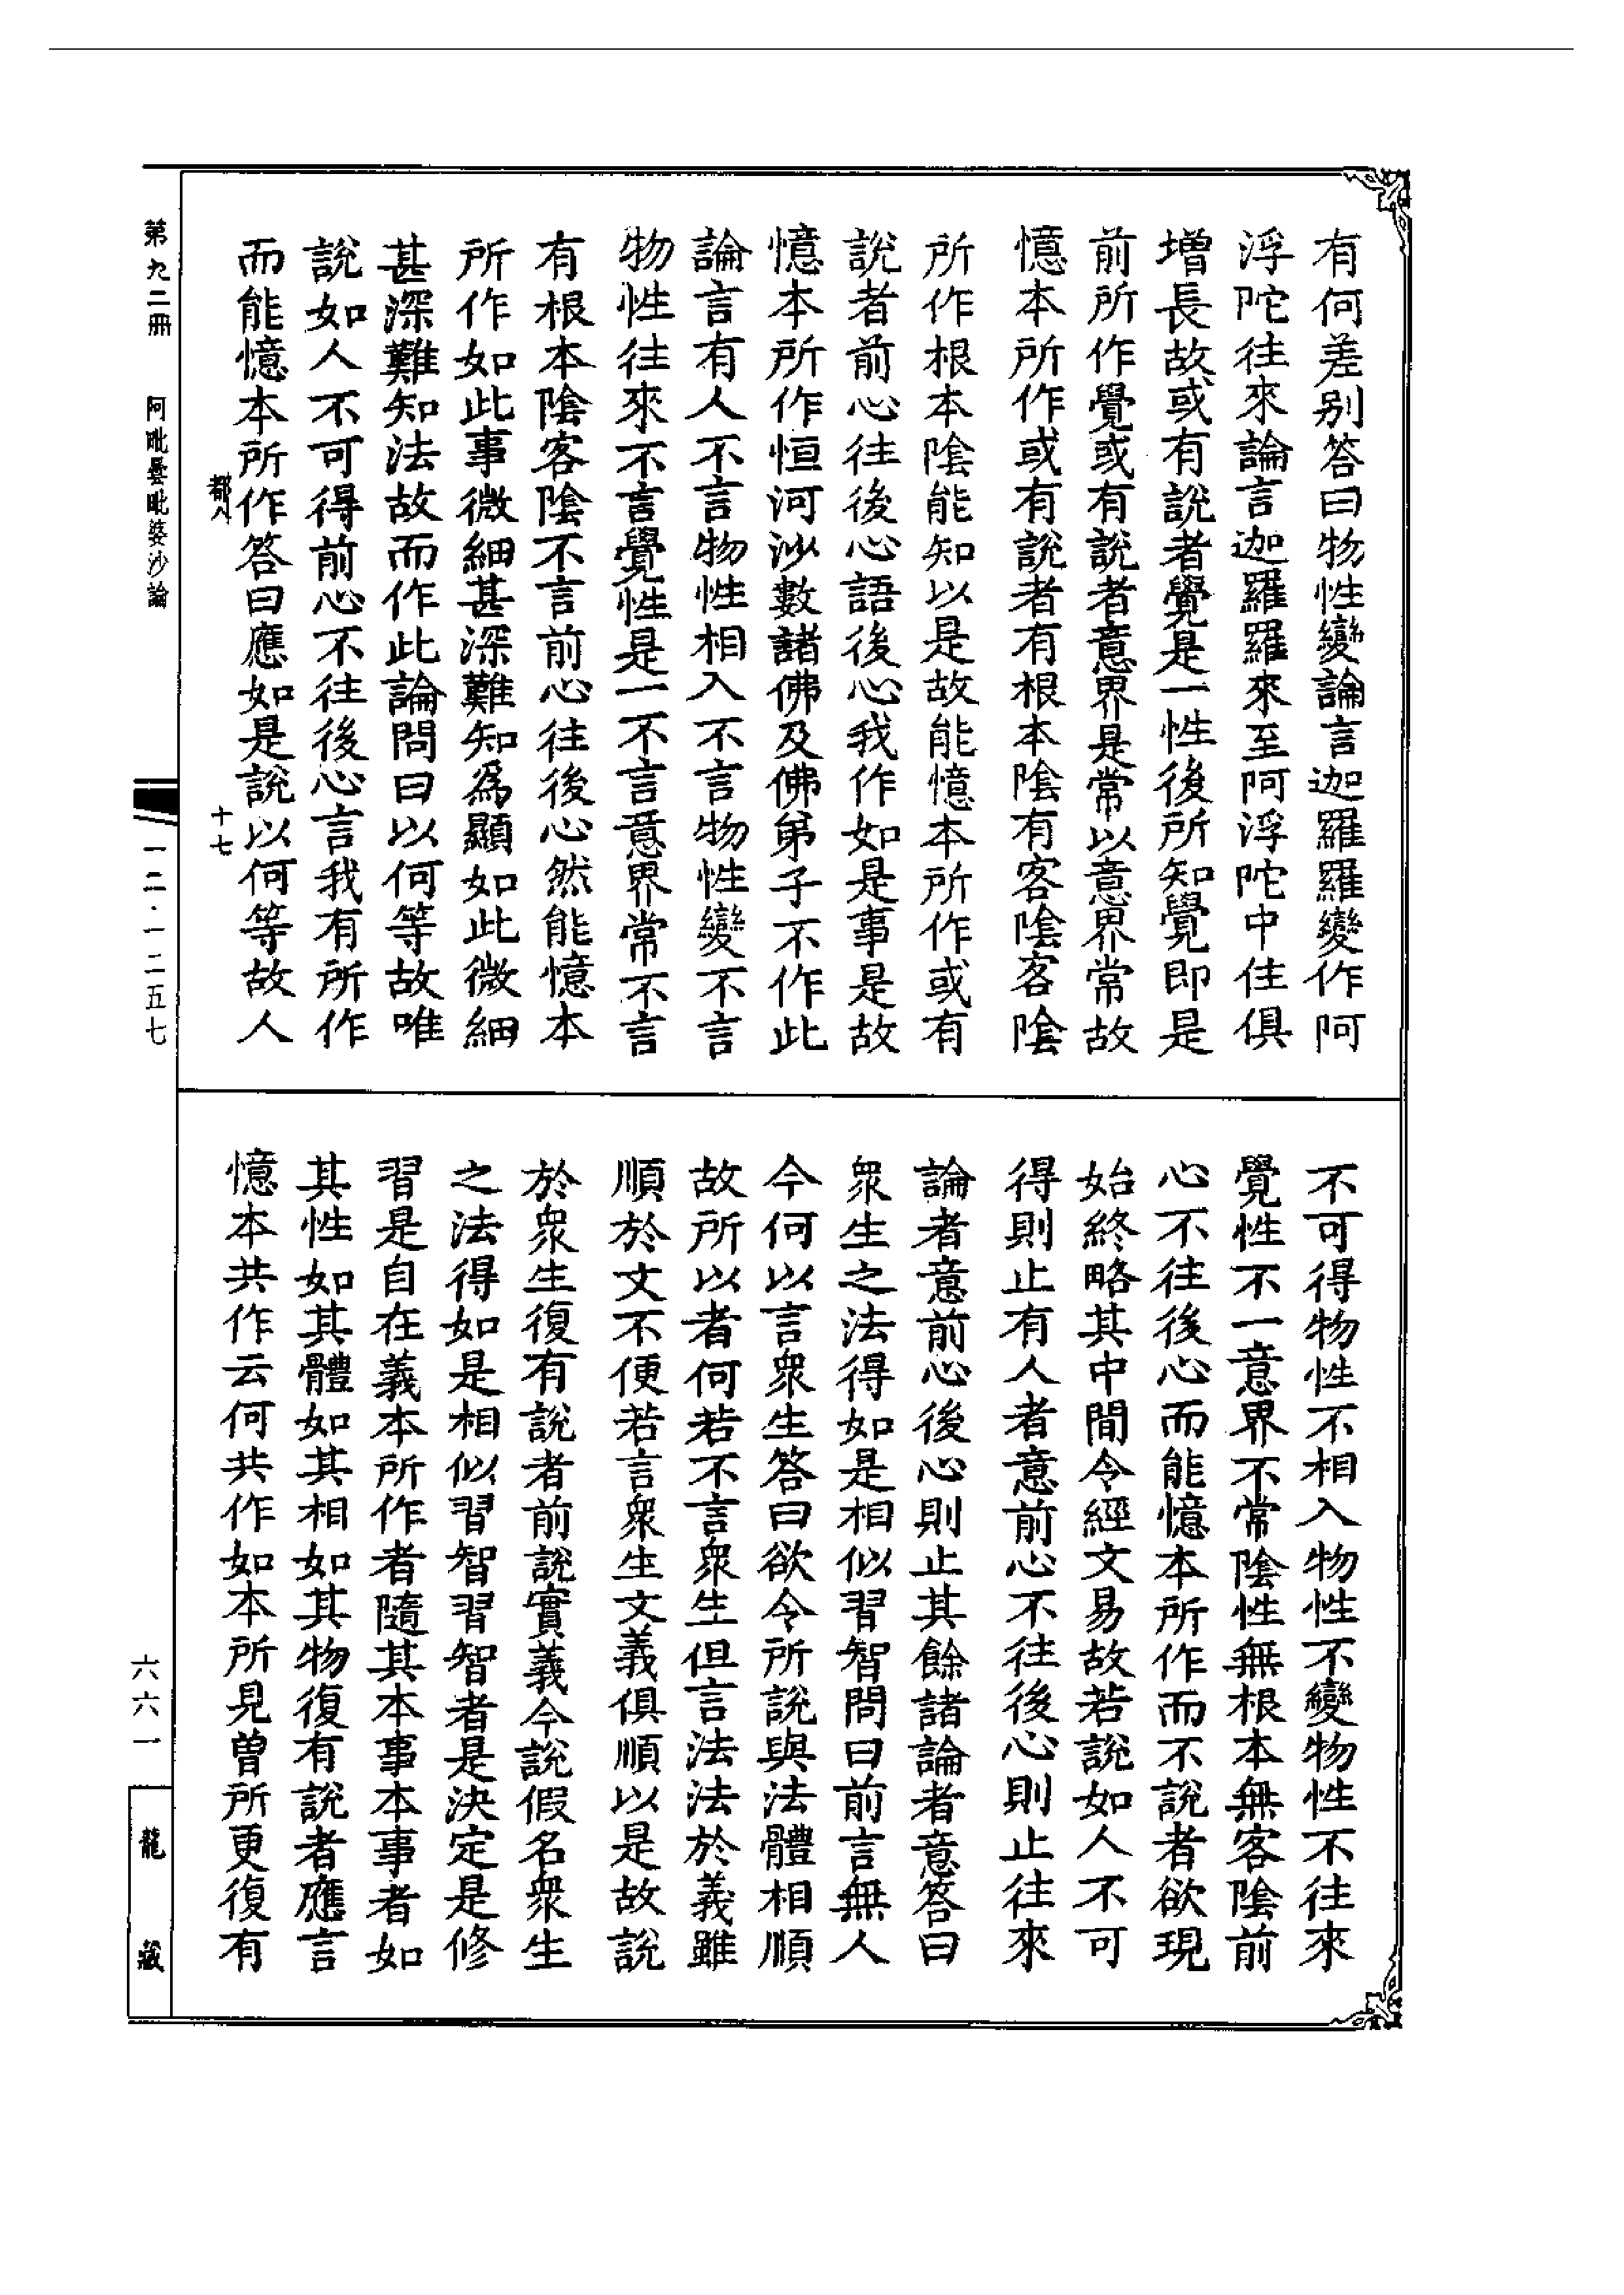 有何差别答曰物性變論言迦羅羅變作阿
浮陀往來論言迦羅羅來至阿浮陀中住俱
增長故或有說者覺是一性後所知覺即是
前所作覺或有說者意界是常以意界常故
憶本所作或有說者有根本陰有客陰客陰
所作根本陰能知以是故能憶本所作或有
說者前心往後心語後心我作如是事是故
憶本所作恒河沙數諸佛及佛弟子不作此
論言有人不言物性相入不言物性變不言
物性往來不言覺性是一不言意界常不言
有根本陰客陰不言前心往後心然能憶本
所作如此事微細甚深難知為顯如此微細
甚深難知法故而作此論問曰以何等故唯
說如人不可得前心不往後心言我有所作
而能憶本所作答曰應如是說以何等故人
都八 十七
不可得物性不相入物性不變物性不往來
覺性不一意界不常陰性無根本無客陰前
心不往後心而能憶本所作而不說者欲現
始終略其中間令經文易故若說如人不可
得則止有人者意前心不往後心則止往來
論者意前心後心則止其餘諸論者意答曰
眾生之法得如是相似習智問曰前言無人
今何以言眾生答曰欲令所說與法體相順
故所以者何若不言眾生但言法法於義雖
順於文不便若言眾生文義俱順以是故說
於眾生復有說者前說實義今說假名眾生
之法得如是相似習智習智者是決定是修
習是自在義本所作者隨其本事本事者如
其性如其體如其相如其物復有說者應言
憶本共作云何共作如本所見曾所更復有
第九二冊 阿毗曇毗婆沙論
一二·一二五七
六六一
龍藏